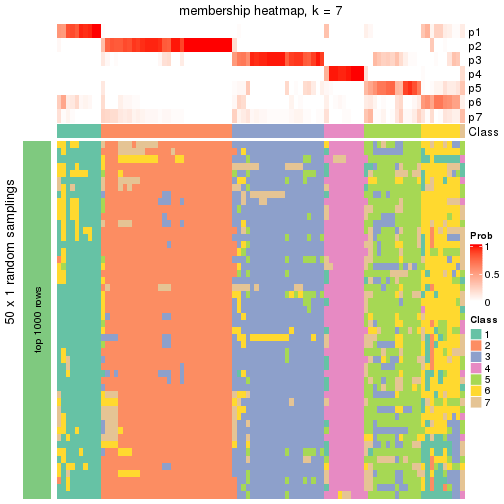 membership heatmap, k = 7
p1
p2
p3
p4
p5
p6
p7
Class
50 x 1 random samplings
top 1000 rows
Prob
1
0.5
0
Class
1
2
3
4
5
6
7